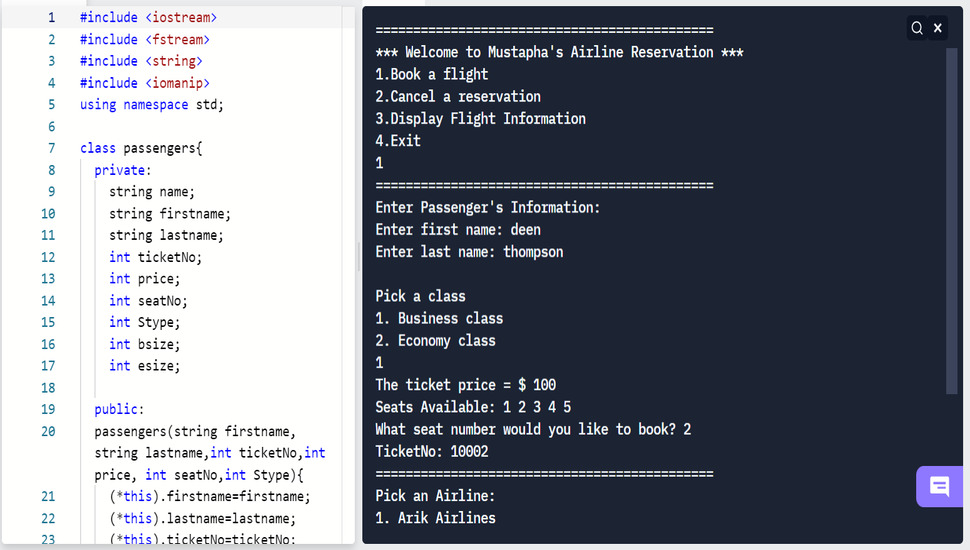 1 #include <iostream>
2 #include <fstream>
3 #include <string>
4 #include <iomanip>
5 using namespace std;
6
7 class passengers{
8 private:
9 string name;
10 string firstname;
11 string lastname;
12 int ticketNo;
13 int price;
14 int seatNo;
15 int Stype;
16 int bsize;
17 int esize;
18
19 public:
20 passengers(string firstname,
string lastname,int ticketNo,int
price, int seatNo,int Stype){
21 (*this).firstname=firstname;
22 (*this).lastname=lastname;
23 (*this).ticketNo=ticketNo;
=============================================
*** Welcome to Mustapha's Airline Reservation ***
1.Book a flight
2.Cancel a reservation
3.Display Flight Information
4.Exit
1
=============================================
Enter Passenger's Information:
Enter first name: deen
Enter last name: thompson
Pick a class
1. Business class
2. Economy class
1
The ticket price = $ 100
Seats Available: 1 2 3 4 5
What seat number would you like to book? 2
TicketNo: 10002
=============================================
Pick an Airline:
1. Arik Airlines